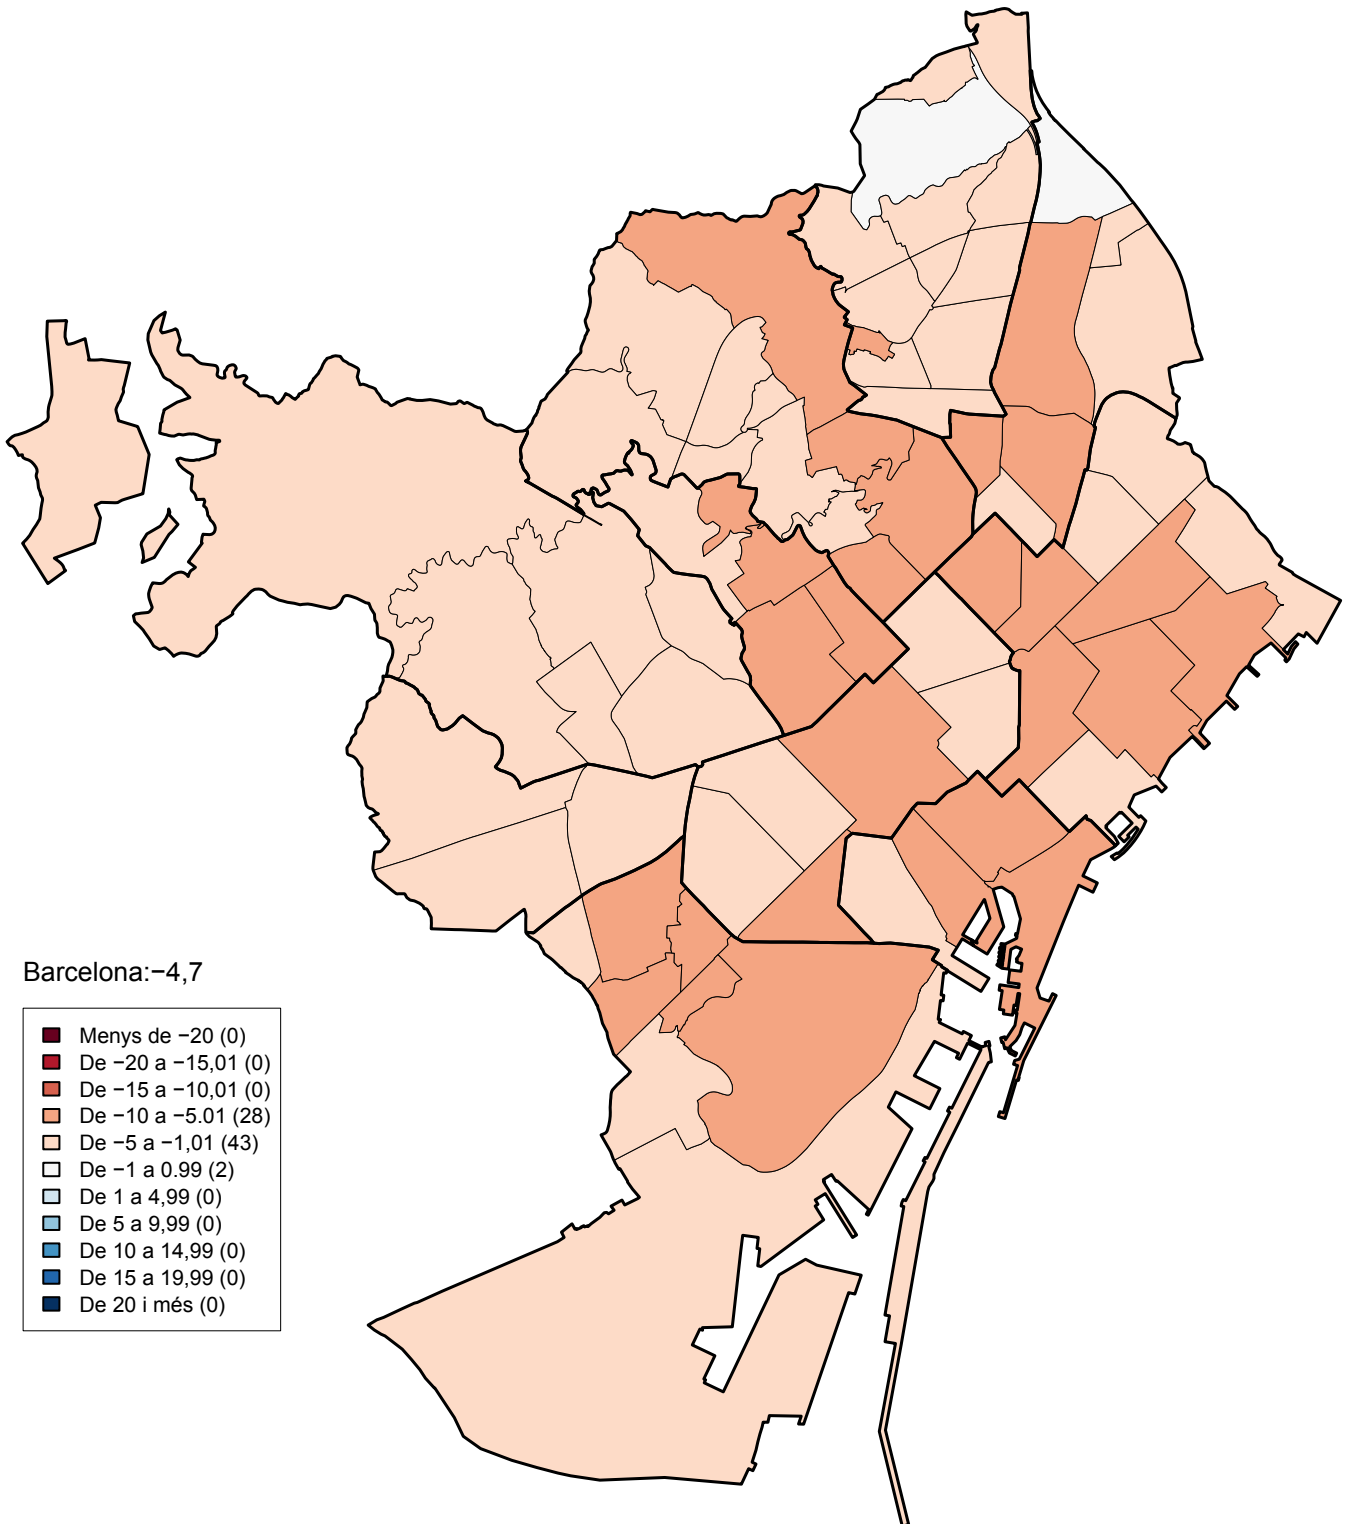 Barcelona:−4,7
Menys de −20 (0)
De −20 a −15,01 (0)
De −15 a −10,01 (0)
De −10 a −5.01 (28)
De −5 a −1,01 (43)
De −1 a 0.99 (2)
De 1 a 4,99 (0)
De 5 a 9,99 (0)
De 10 a 14,99 (0)
De 15 a 19,99 (0)
De 20 i més (0)